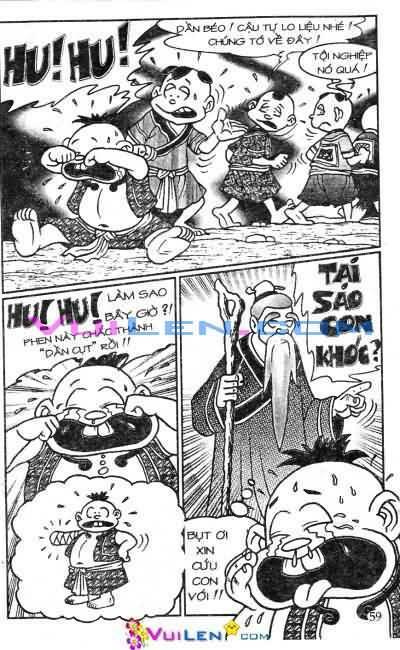 HU! HU!
DẦN BÉO! CẬU TỰ LO LIỆU NHÉ!
CHÚNG TỚ VỀ ĐÂY!
TỘI NGHIỆP
NÓ QUÁ!
HU! HU!
LÀM SAO
BÂY GIỜ?!
PHEN NÀY CHẮC THÀNH
"DẦN CỤT" RỒI!!
TẠI
SAO
CON
KHÓC?
VUILEN.COM
BỤT ƠI
XIN
CỨU
CON
VỚI!!
59
VUILEN.COM